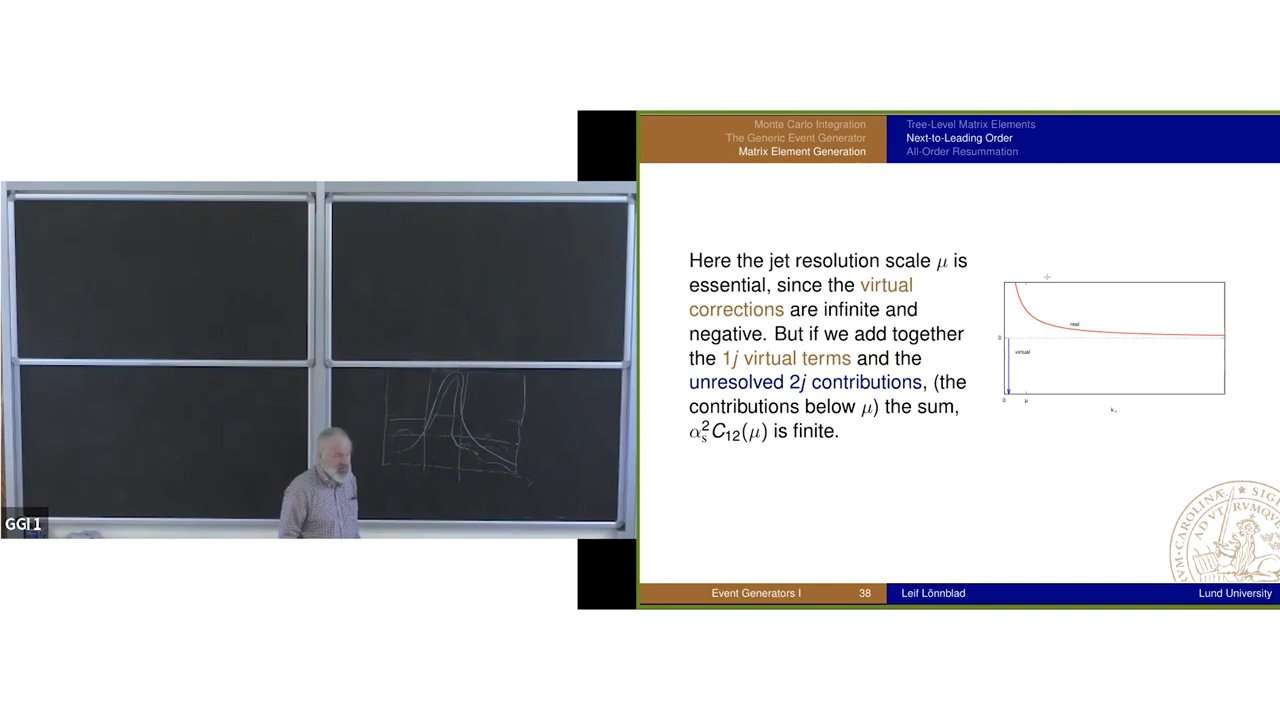 Monte Carlo Integration
The Generic Event Generator
Matrix Element Generation
Tree-Level Matrix Elements
Next-to-Leading Order
All-Order Resummation
Here the jet resolution scale μ is
essential, since the virtual
corrections are infinite and
negative. But if we add together
the 1j virtual terms and the
unresolved 2j contributions, (the
contributions below μ) the sum,
αₛ²C₁₂(μ) is finite.
real
0
virtual
0
μ
GGI 1
Event Generators I
38
Leif Lönnblad
Lund University